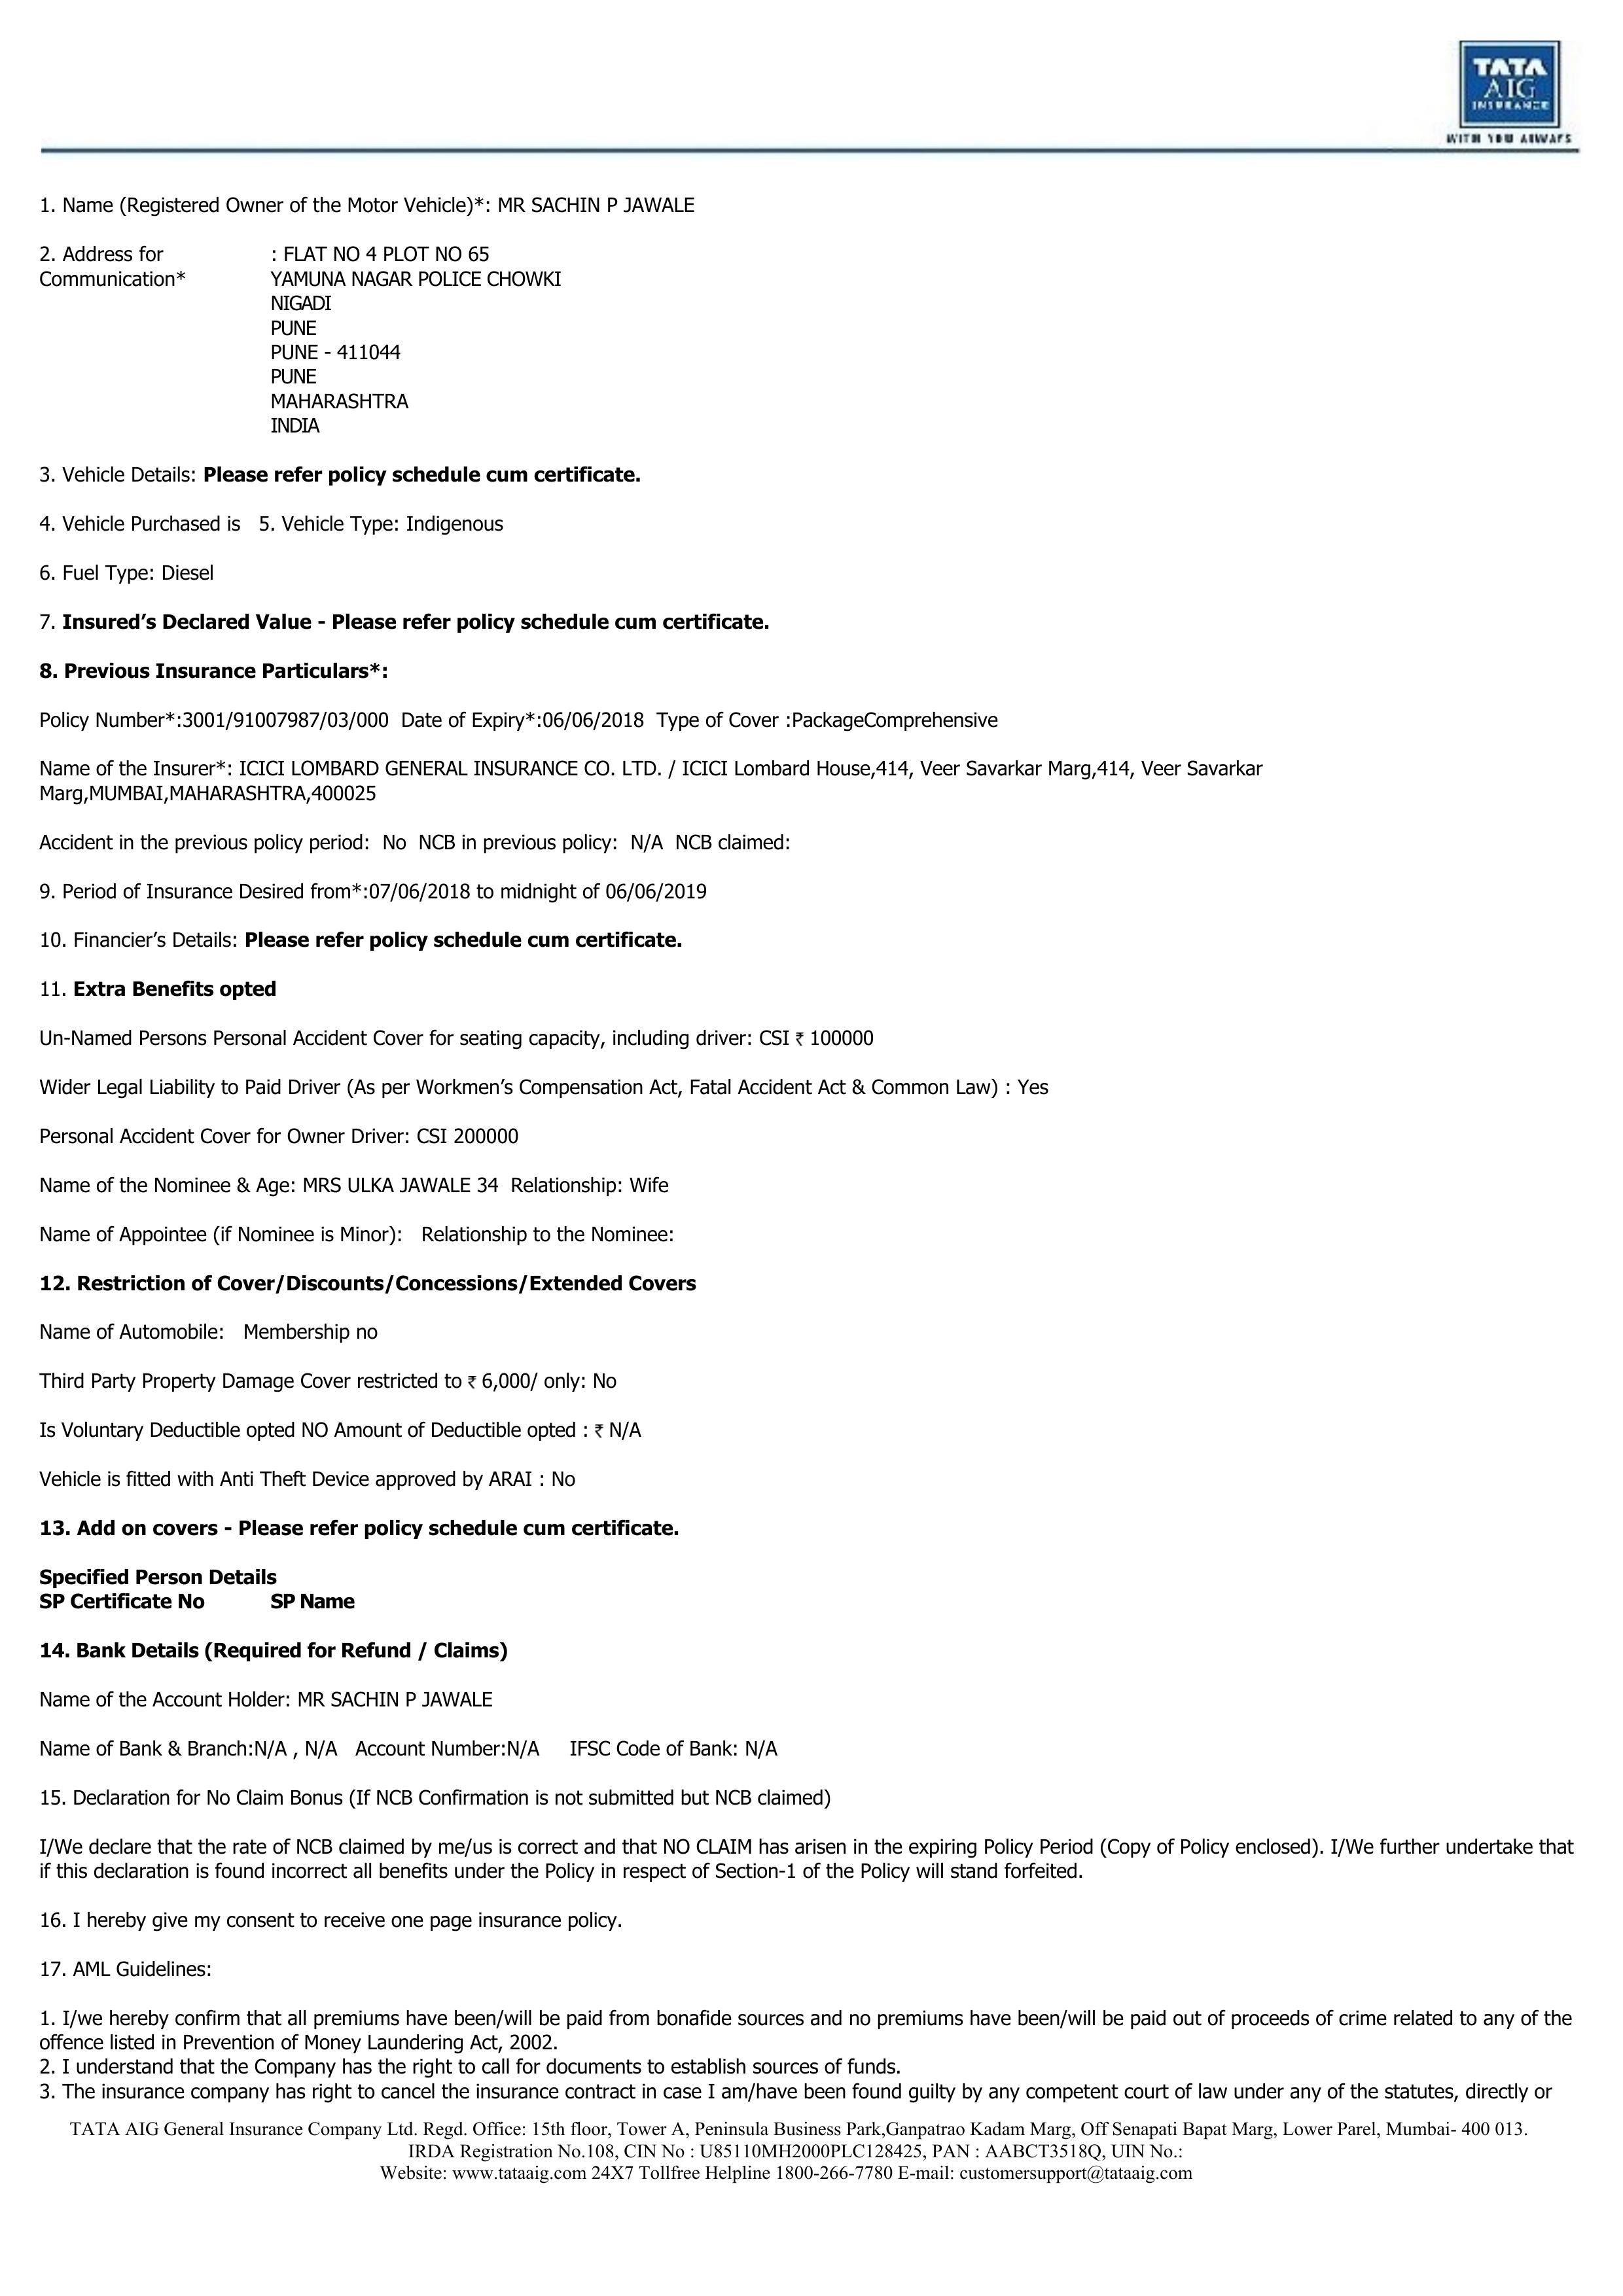 TATA
AIG
INSURANCE
WITH YOU ALWAYS
1. Name (Registered Owner of the Motor Vehicle)*: MR SACHIN P JAWALE
2. Address for : FLAT NO 4 PLOT NO 65
Communication* YAMUNA NAGAR POLICE CHOWKI
NIGADI
PUNE
PUNE - 411044
PUNE
MAHARASHTRA
INDIA
3. Vehicle Details: Please refer policy schedule cum certificate.
4. Vehicle Purchased is 5. Vehicle Type: Indigenous
6. Fuel Type: Diesel
7. Insured’s Declared Value - Please refer policy schedule cum certificate.
8. Previous Insurance Particulars*:
Policy Number*:3001/91007987/03/000 Date of Expiry*:06/06/2018 Type of Cover :PackageComprehensive
Name of the Insurer*: ICICI LOMBARD GENERAL INSURANCE CO. LTD. / ICICI Lombard House,414, Veer Savarkar Marg,414, Veer Savarkar
Marg,MUMBAI,MAHARASHTRA,400025
Accident in the previous policy period: No NCB in previous policy: N/A NCB claimed:
9. Period of Insurance Desired from*:07/06/2018 to midnight of 06/06/2019
10. Financier’s Details: Please refer policy schedule cum certificate.
11. Extra Benefits opted
Un-Named Persons Personal Accident Cover for seating capacity, including driver: CSI ₹ 100000
Wider Legal Liability to Paid Driver (As per Workmen’s Compensation Act, Fatal Accident Act & Common Law) : Yes
Personal Accident Cover for Owner Driver: CSI 200000
Name of the Nominee & Age: MRS ULKA JAWALE 34 Relationship: Wife
Name of Appointee (if Nominee is Minor): Relationship to the Nominee:
12. Restriction of Cover/Discounts/Concessions/Extended Covers
Name of Automobile: Membership no
Third Party Property Damage Cover restricted to ₹ 6,000/ only: No
Is Voluntary Deductible opted NO Amount of Deductible opted : ₹ N/A
Vehicle is fitted with Anti Theft Device approved by ARAI : No
13. Add on covers - Please refer policy schedule cum certificate.
Specified Person Details
SP Certificate No SP Name
14. Bank Details (Required for Refund / Claims)
Name of the Account Holder: MR SACHIN P JAWALE
Name of Bank & Branch:N/A , N/A Account Number:N/A IFSC Code of Bank: N/A
15. Declaration for No Claim Bonus (If NCB Confirmation is not submitted but NCB claimed)
I/We declare that the rate of NCB claimed by me/us is correct and that NO CLAIM has arisen in the expiring Policy Period (Copy of Policy enclosed). I/We further undertake that
if this declaration is found incorrect all benefits under the Policy in respect of Section-1 of the Policy will stand forfeited.
16. I hereby give my consent to receive one page insurance policy.
17. AML Guidelines:
1. I/we hereby confirm that all premiums have been/will be paid from bonafide sources and no premiums have been/will be paid out of proceeds of crime related to any of the
offence listed in Prevention of Money Laundering Act, 2002.
2. I understand that the Company has the right to call for documents to establish sources of funds.
3. The insurance company has right to cancel the insurance contract in case I am/have been found guilty by any competent court of law under any of the statutes, directly or
TATA AIG General Insurance Company Ltd. Regd. Office: 15th floor, Tower A, Peninsula Business Park,Ganpatrao Kadam Marg, Off Senapati Bapat Marg, Lower Parel, Mumbai- 400 013.
IRDA Registration No.108, CIN No : U85110MH2000PLC128425, PAN : AABCT3518Q, UIN No.:
Website: www.tataaig.com 24X7 Tollfree Helpline 1800-266-7780 E-mail: customersupport@tataaig.com